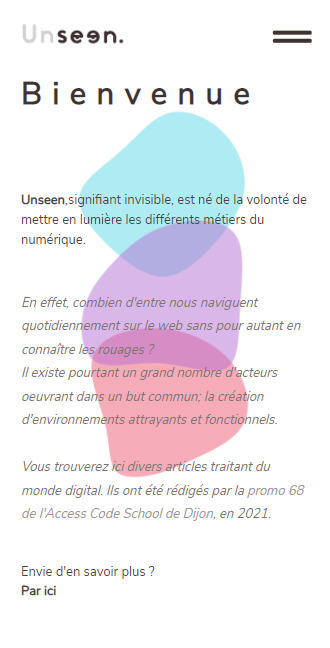 Unseen.
Bienvenue
Unseen,signifiant invisible, est né de la volonté de
mettre en lumière les différents métiers du
numérique.
En effet, combien d'entre nous naviguent
quotidiennement sur le web sans pour autant en
connaître les rouages ?
Il existe pourtant un grand nombre d'acteurs
oeuvrant dans un but commun; la création
d'environnements attrayants et fonctionnels.
Vous trouverez ici divers articles traitant du
monde digital. Ils ont été rédigés par la promo 68
de l'Access Code School de Dijon, en 2021.
Envie d'en savoir plus ?
Par ici